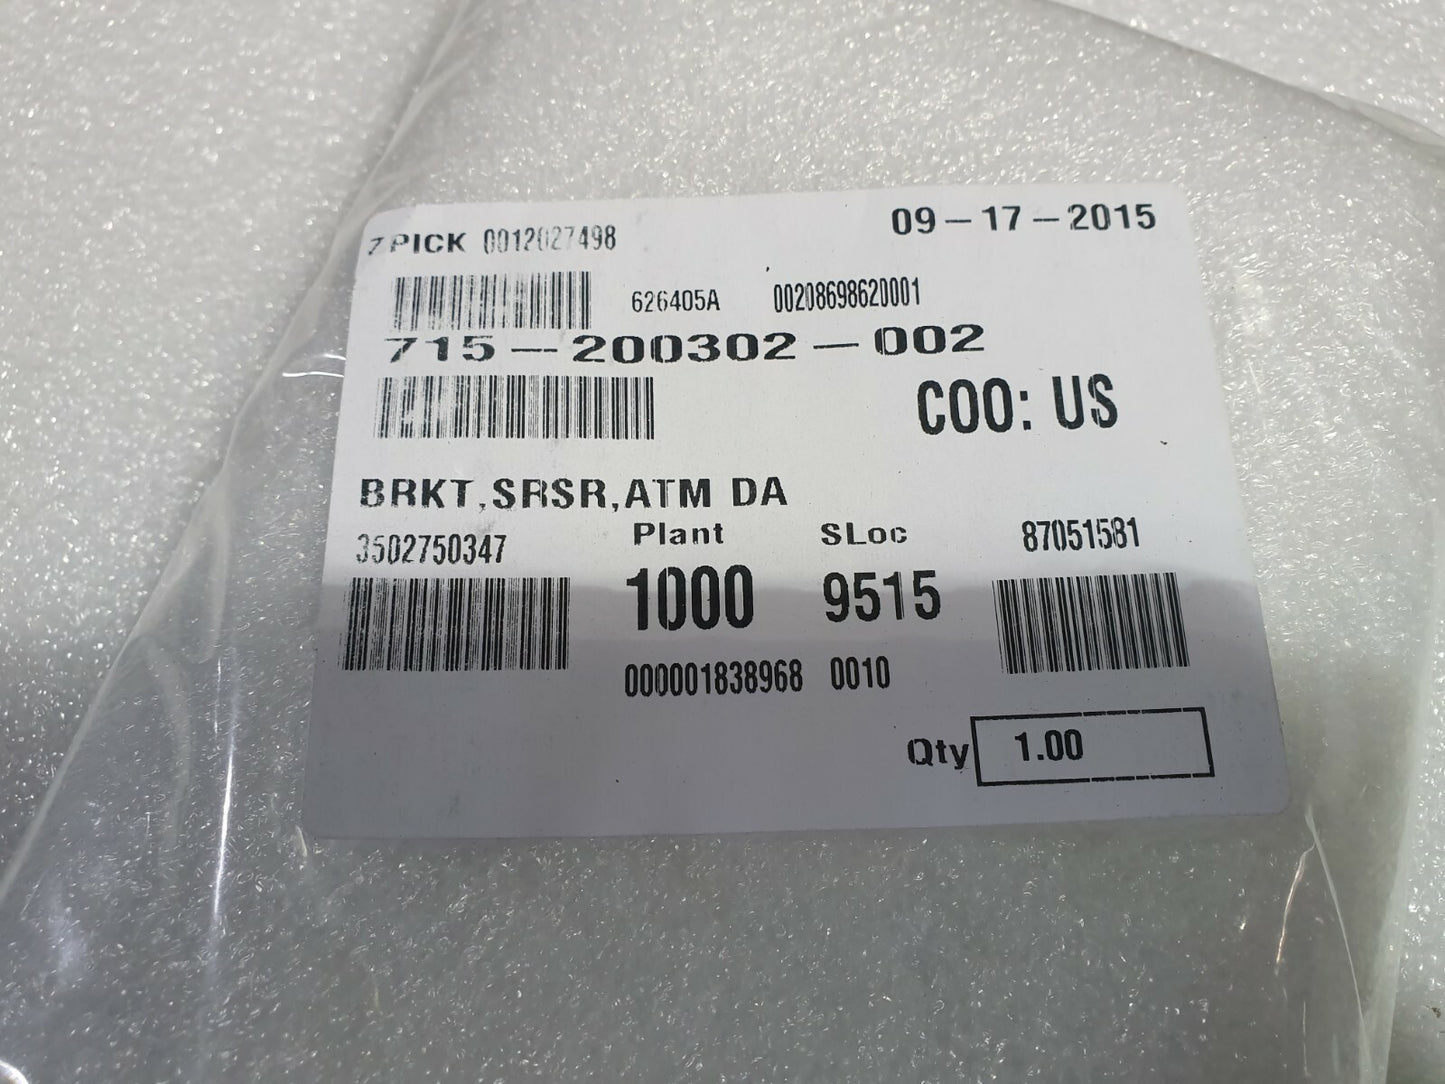 ZPICK 0012027498
09-17-2015
626405A 00208698620001
715-200302-002
COO: US
BRKT,SRSR,ATM DA
3502750347 Plant SLoc 87051581
1000 9515
000001838968 0010
Qty 1.00